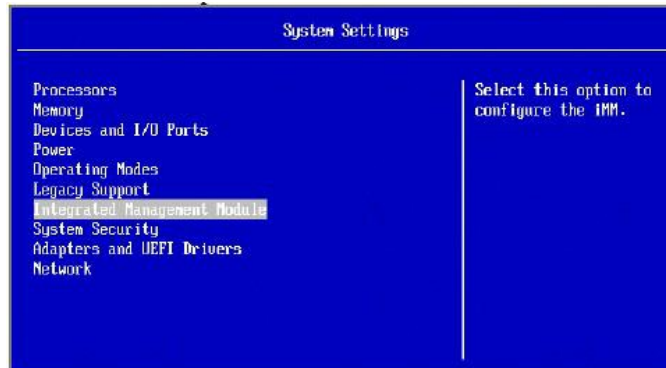 System Settings
Processors
Memory
Devices and I/O Ports
Power
Operating Modes
Legacy Support
Integrated Management Module
System Security
Adapters and UEFI Drivers
Network
Select this option to
configure the iMM.